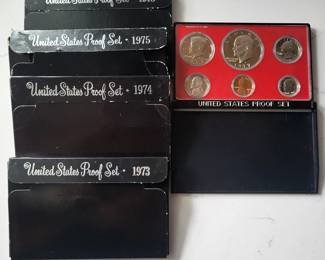 United States Proof Set • 1975
United States Proof Set • 1974
United States Proof Set • 1973
UNITED STATES PROOF SET